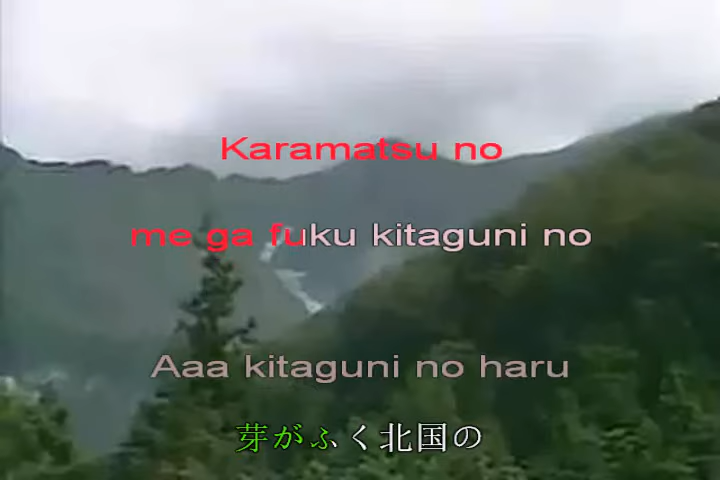 Karamatsu no
me ga fuku kitaguni no
Aaa kitaguni no haru
芽がふく北国の